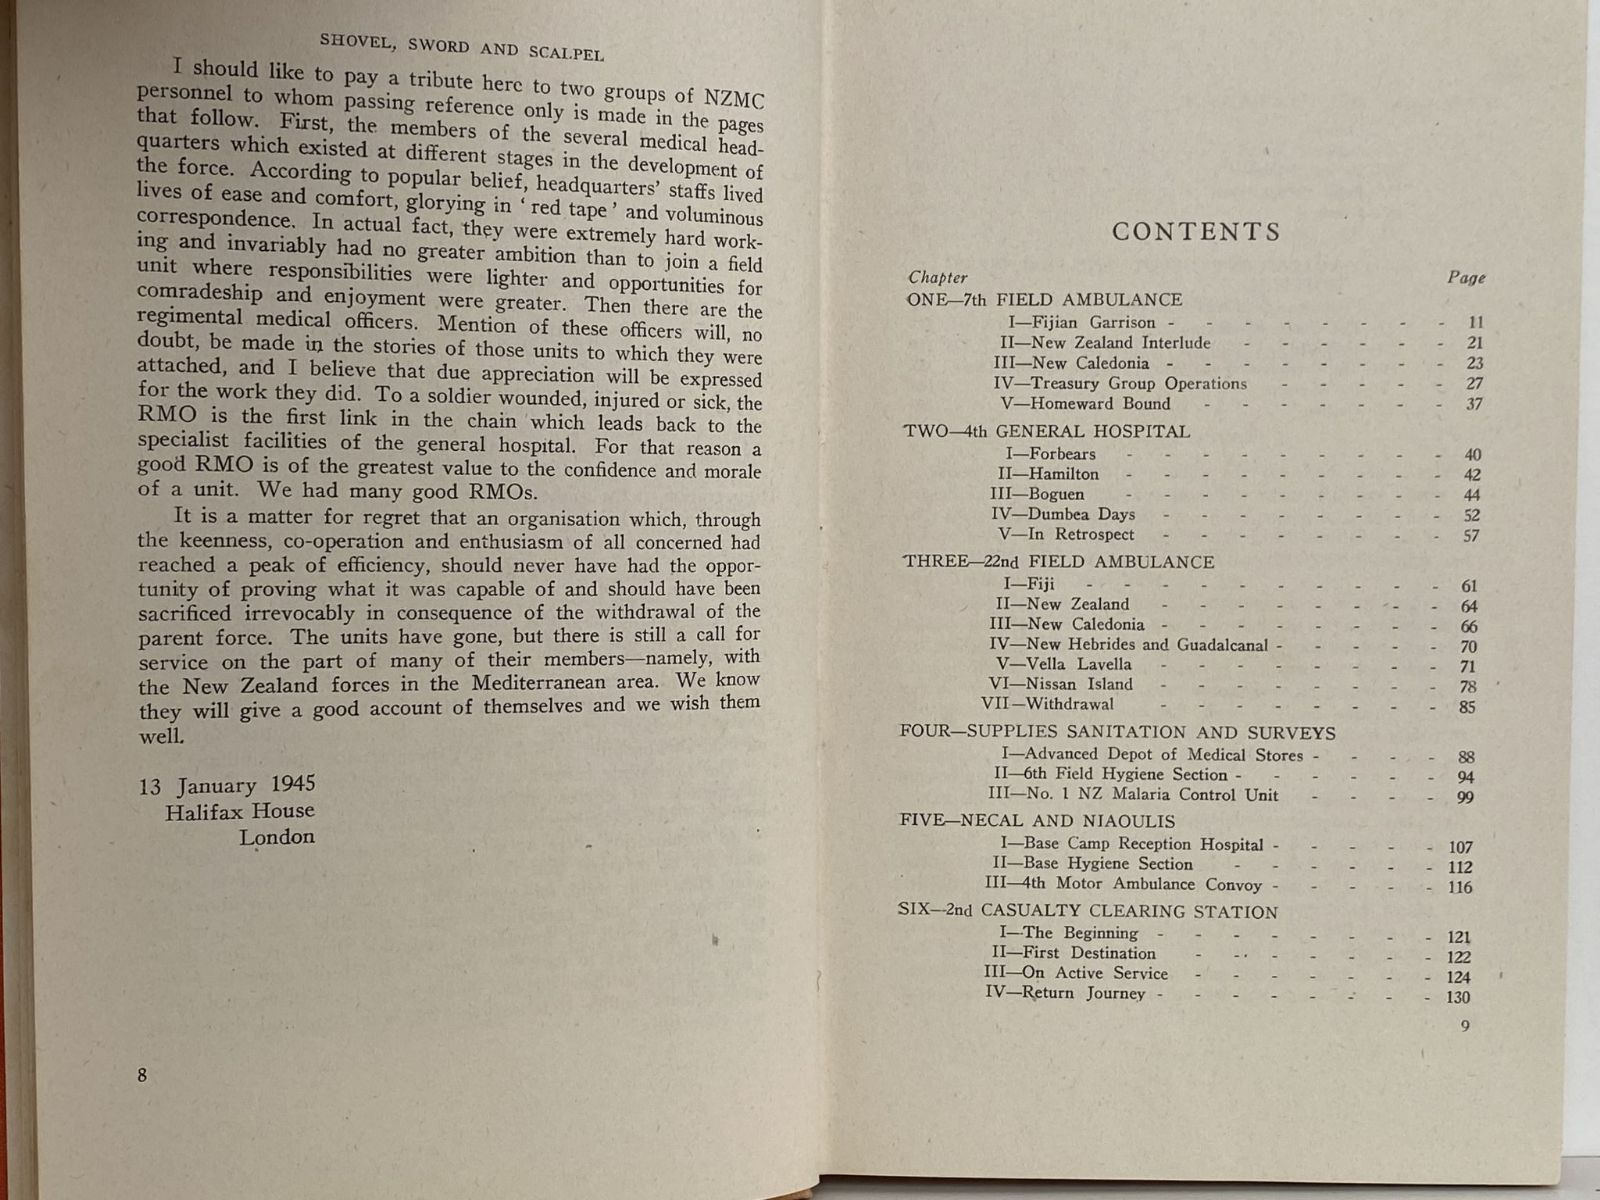 SHOVEL, SWORD AND SCALPEL
I should like to pay a tribute here to two groups of NZMC
personnel to whom passing reference only is made in the pages
that follow. First, the members of the several medical head-
quarters which existed at different stages in the development of
the force. According to popular belief, headquarters' staffs lived
lives of ease and comfort, glorying in ' red tape ' and voluminous
correspondence. In actual fact, they were extremely hard work-
ing and invariably had no greater ambition than to join a field
unit where responsibilities were lighter and opportunities for
comradeship and enjoyment were greater. Then there are the
regimental medical officers. Mention of these officers will, no
doubt, be made in the stories of those units to which they were
attached, and I believe that due appreciation will be expressed
for the work they did. To a soldier wounded, injured or sick, the
RMO is the first link in the chain which leads back to the
specialist facilities of the general hospital. For that reason a
good RMO is of the greatest value to the confidence and morale
of a unit. We had many good RMOs.
It is a matter for regret that an organisation which, through
the keenness, co-operation and enthusiasm of all concerned had
reached a peak of efficiency, should never have had the oppor-
tunity of proving what it was capable of and should have been
sacrificed irrevocably in consequence of the withdrawal of the
parent force. The units have gone, but there is still a call for
service on the part of many of their members—namely, with
the New Zealand forces in the Mediterranean area. We know
they will give a good account of themselves and we wish them
well.
13 January 1945
Halifax House
London
8
CONTENTS
Chapter Page
ONE—7th FIELD AMBULANCE
I—Fijian Garrison - - - - - - - - 11
II—New Zealand Interlude - - - - - - 21
III—New Caledonia - - - - - - - - 23
IV—Treasury Group Operations - - - - - 27
V—Homeward Bound - - - - - - - 37
TWO—4th GENERAL HOSPITAL
I—Forbears - - - - - - - - - 40
II—Hamilton - - - - - - - - - 42
III—Boguen - - - - - - - - - 44
IV—Dumbea Days - - - - - - - - 52
V—In Retrospect - - - - - - - - 57
THREE—22nd FIELD AMBULANCE
I—Fiji - - - - - - - - - - 61
II—New Zealand - - - - - - - - 64
III—New Caledonia - - - - - - - - 66
IV—New Hebrides and Guadalcanal - - - - - 70
V—Vella Lavella - - - - - - - - 71
VI—Nissan Island - - - - - - - - 78
VII—Withdrawal - - - - - - - - 85
FOUR—SUPPLIES SANITATION AND SURVEYS
I—Advanced Depot of Medical Stores - - - - 88
II—6th Field Hygiene Section - - - - - - 94
III—No. 1 NZ Malaria Control Unit - - - - 99
FIVE—NECAL AND NIAOULIS
I—Base Camp Reception Hospital - - - - - 107
II—Base Hygiene Section - - - - - - 112
III—4th Motor Ambulance Convoy - - - - - 116
SIX—2nd CASUALTY CLEARING STATION
I—The Beginning - - - - - - - - 121
II—First Destination - - - - - - - 122
III—On Active Service - - - - - - - 124
IV—Return Journey - - - - - - - - 130
9